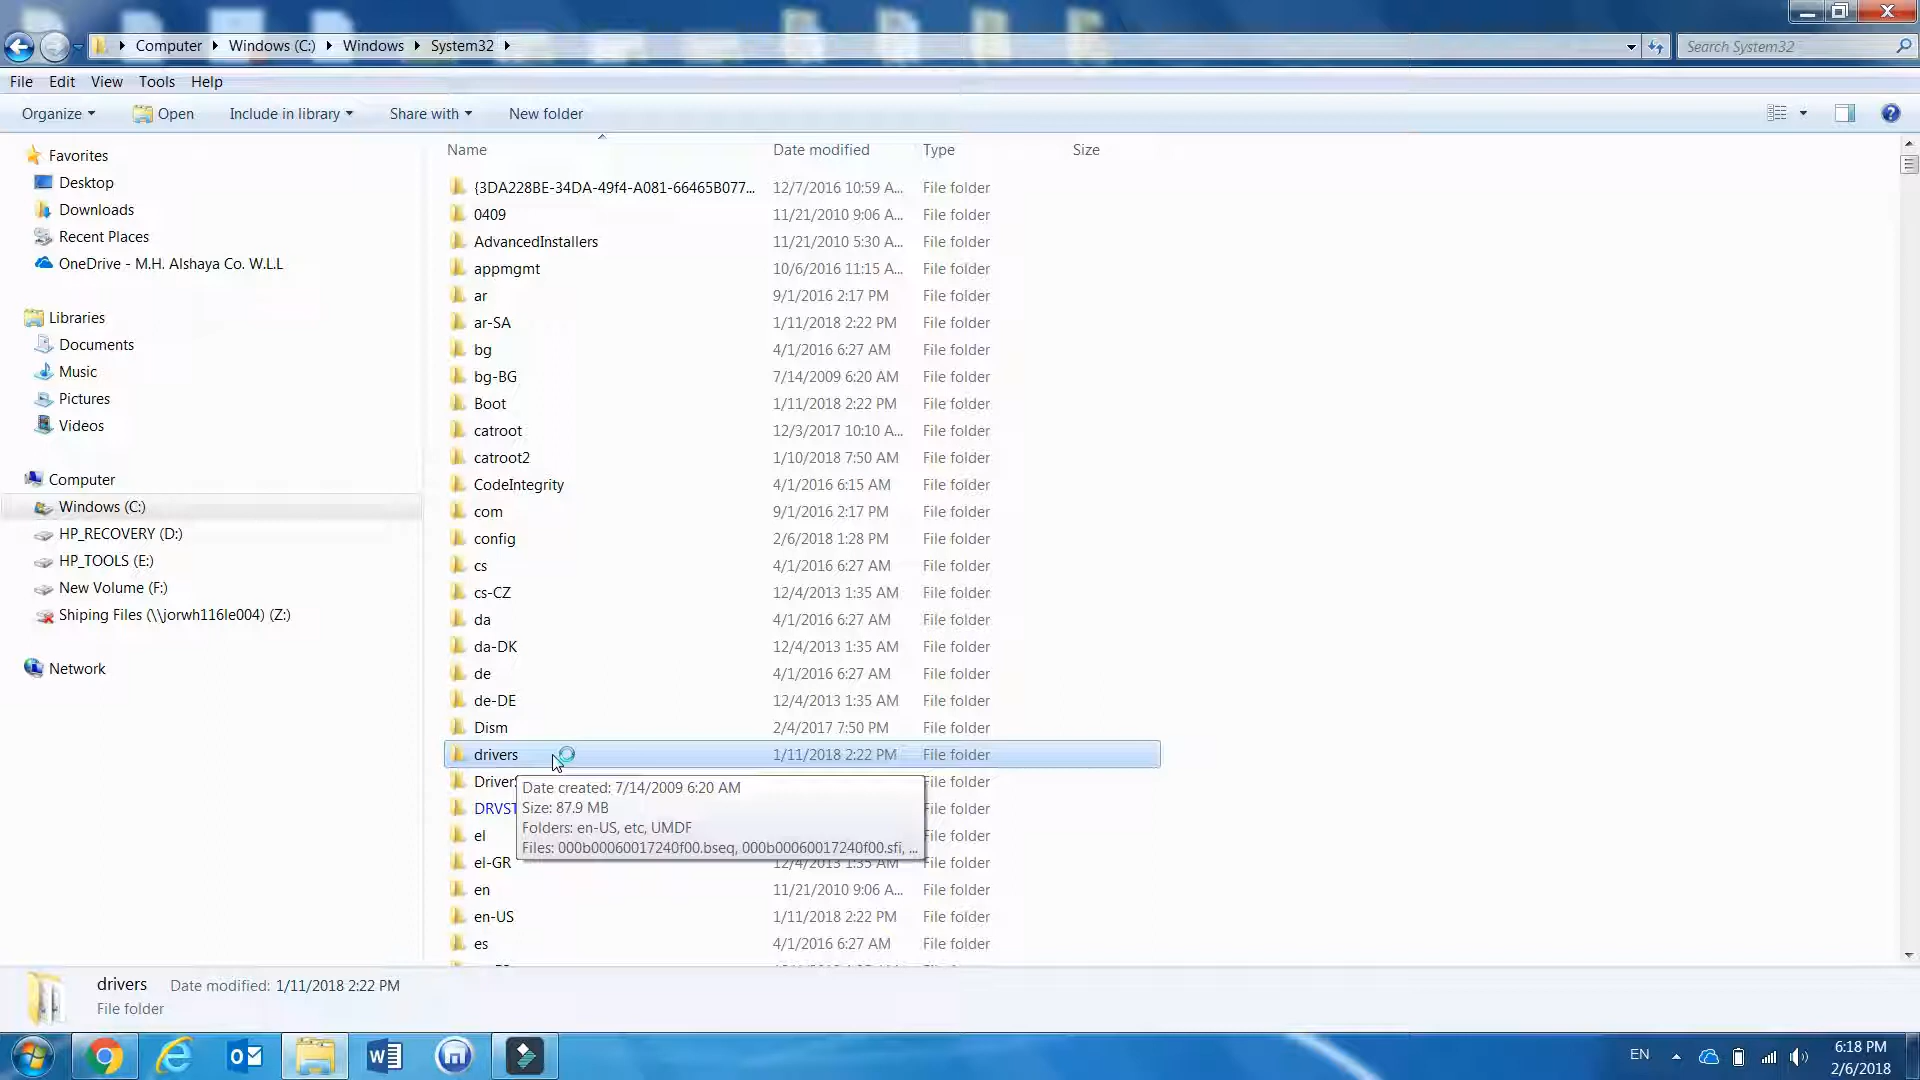 Computer Windows (C:) Windows System32
Search System32
File Edit View Tools Help
Organize Open Include in library Share with New folder
Name Date modified Type Size
Favorites
Desktop
Downloads
Recent Places
OneDrive - M.H. Alshaya Co. W.L.L
Libraries
Documents
Music
Pictures
Videos
Computer
Windows (C:)
HP_RECOVERY (D:)
HP_TOOLS (E:)
New Volume (F:)
Shiping Files (\\jorwh116le004) (Z:)
Network
{3DA228BE-34DA-49f4-A081-66465B077... 12/7/2016 10:59 A... File folder
0409 11/21/2010 9:06 A... File folder
AdvancedInstallers 11/21/2010 5:30 A... File folder
appmgmt 10/6/2016 11:15 A... File folder
ar 9/1/2016 2:17 PM File folder
ar-SA 1/11/2018 2:22 PM File folder
bg 4/1/2016 6:27 AM File folder
bg-BG 7/14/2009 6:20 AM File folder
Boot 1/11/2018 2:22 PM File folder
catroot 12/3/2017 10:10 A... File folder
catroot2 1/10/2018 7:50 AM File folder
CodeIntegrity 4/1/2016 6:15 AM File folder
com 9/1/2016 2:17 PM File folder
config 2/6/2018 1:28 PM File folder
cs 4/1/2016 6:27 AM File folder
cs-CZ 12/4/2013 1:35 AM File folder
da 4/1/2016 6:27 AM File folder
da-DK 12/4/2013 1:35 AM File folder
de 4/1/2016 6:27 AM File folder
de-DE 12/4/2013 1:35 AM File folder
Dism 2/4/2017 7:50 PM File folder
drivers 1/11/2018 2:22 PM File folder
Driver File folder
DRVST File folder
el File folder
el-GR 12/4/2013 1:35 AM File folder
en 11/21/2010 9:06 A... File folder
en-US 1/11/2018 2:22 PM File folder
es 4/1/2016 6:27 AM File folder
Date created: 7/14/2009 6:20 AM
Size: 87.9 MB
Folders: en-US, etc, UMDF
Files: 000b00060017240f00.bseq, 000b00060017240f00.sfi, ...
drivers Date modified: 1/11/2018 2:22 PM
File folder
EN
6:18 PM
2/6/2018